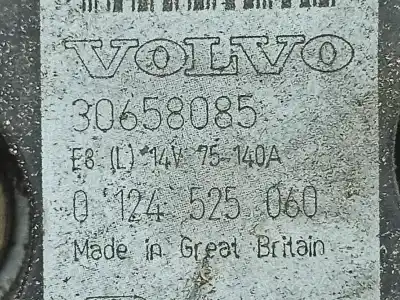 VOLVO
30658085
E8 (L) 14V 75-140A
0 124 525 060
Made in Great Britain